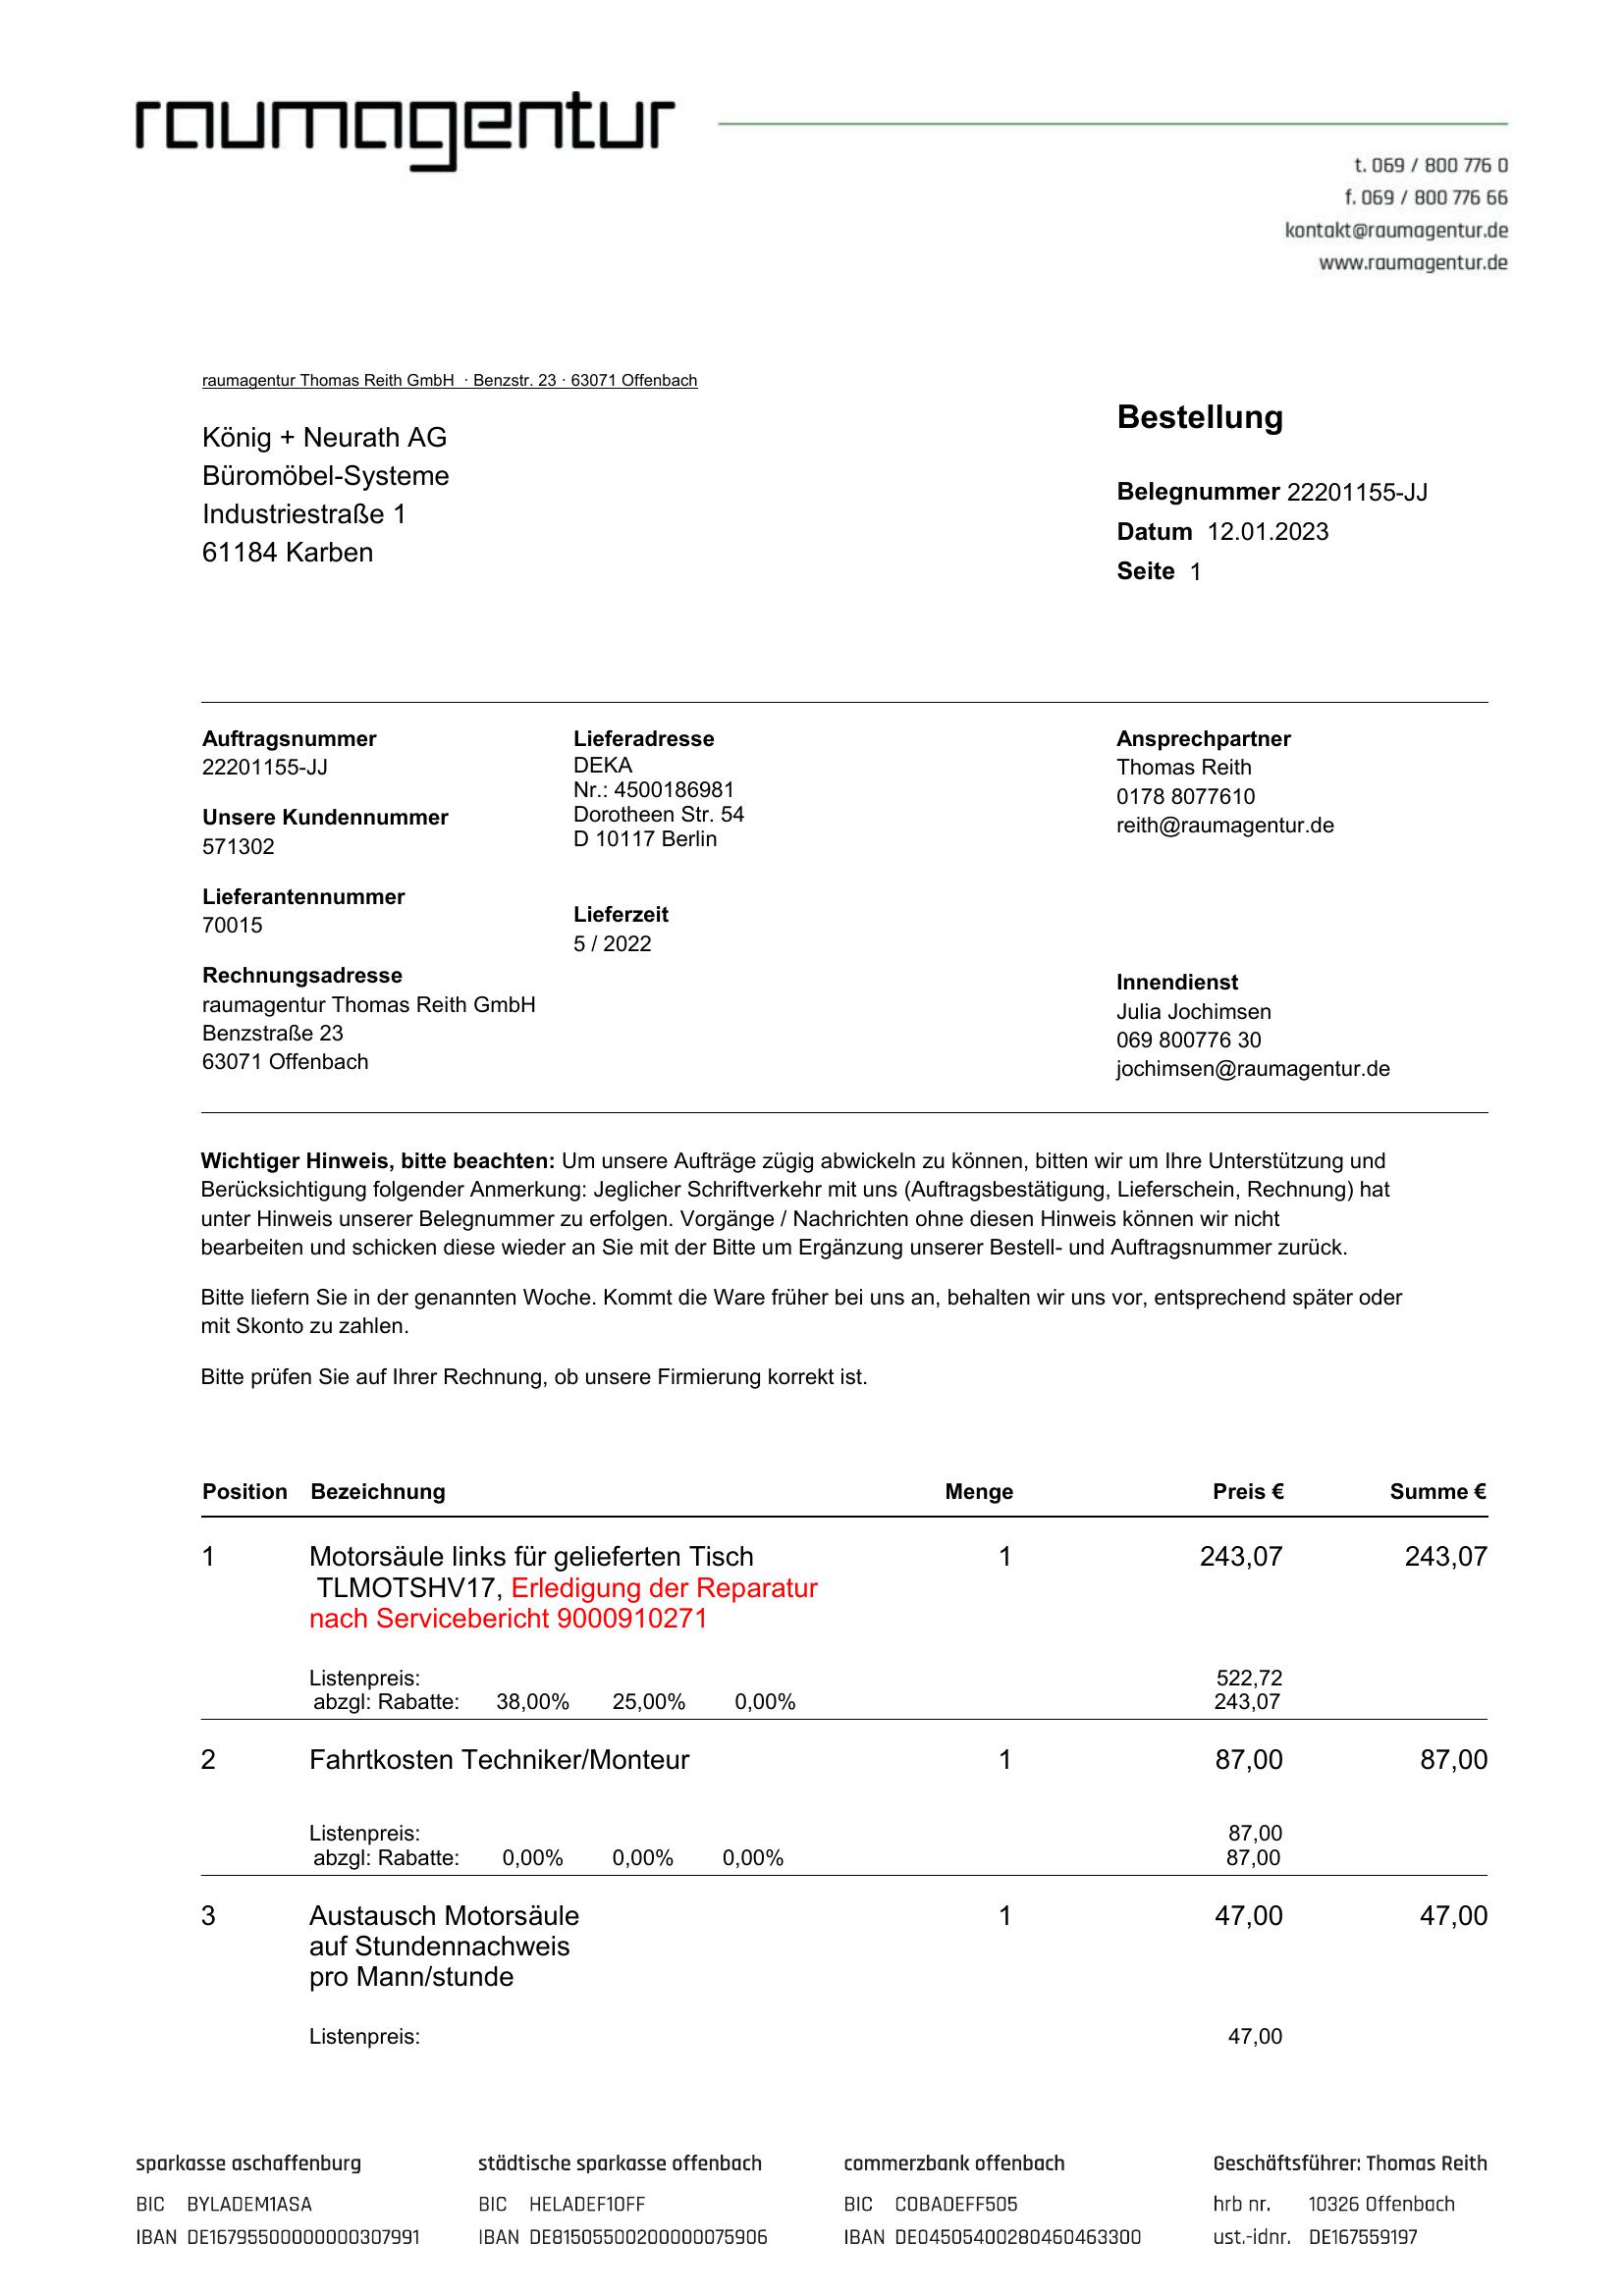 raumagentur
t. 069 / 800 776 0
f. 069 / 800 776 66
kontakt@raumagentur.de
www.raumagentur.de
raumagentur Thomas Reith GmbH · Benzstr. 23 · 63071 Offenbach
König + Neurath AG
Büromöbel-Systeme
Industriestraße 1
61184 Karben
Bestellung
Belegnummer 22201155-JJ
Datum 12.01.2023
Seite 1
Auftragsnummer
22201155-JJ
Unsere Kundennummer
571302
Lieferantennummer
70015
Rechnungsadresse
raumagentur Thomas Reith GmbH
Benzstraße 23
63071 Offenbach
Lieferadresse
DEKA
Nr.: 4500186981
Dorotheen Str. 54
D 10117 Berlin
Lieferzeit
5 / 2022
Ansprechpartner
Thomas Reith
0178 8077610
reith@raumagentur.de
Innendienst
Julia Jochimsen
069 800776 30
jochimsen@raumagentur.de
Wichtiger Hinweis, bitte beachten: Um unsere Aufträge zügig abwickeln zu können, bitten wir um Ihre Unterstützung und
Berücksichtigung folgender Anmerkung: Jeglicher Schriftverkehr mit uns (Auftragsbestätigung, Lieferschein, Rechnung) hat
unter Hinweis unserer Belegnummer zu erfolgen. Vorgänge / Nachrichten ohne diesen Hinweis können wir nicht
bearbeiten und schicken diese wieder an Sie mit der Bitte um Ergänzung unserer Bestell- und Auftragsnummer zurück.
Bitte liefern Sie in der genannten Woche. Kommt die Ware früher bei uns an, behalten wir uns vor, entsprechend später oder
mit Skonto zu zahlen.
Bitte prüfen Sie auf Ihrer Rechnung, ob unsere Firmierung korrekt ist.
Position Bezeichnung Menge Preis € Summe €
1 Motorsäule links für gelieferten Tisch 1 243,07 243,07
TLMOTSHV17, Erledigung der Reparatur
nach Servicebericht 9000910271
Listenpreis: 522,72
abzgl: Rabatte: 38,00% 25,00% 0,00% 243,07
2 Fahrtkosten Techniker/Monteur 1 87,00 87,00
Listenpreis: 87,00
abzgl: Rabatte: 0,00% 0,00% 0,00% 87,00
3 Austausch Motorsäule 1 47,00 47,00
auf Stundennachweis
pro Mann/stunde
Listenpreis: 47,00
sparkasse aschaffenburg
BIC BYLADEM1ASA
IBAN DE16795500000000307991
städtische sparkasse offenbach
BIC HELADEF1OFF
IBAN DE81505500200000075906
commerzbank offenbach
BIC COBADEFF505
IBAN DE04505400280460463300
Geschäftsführer: Thomas Reith
hrb nr. 10326 Offenbach
ust.-idnr. DE167559197